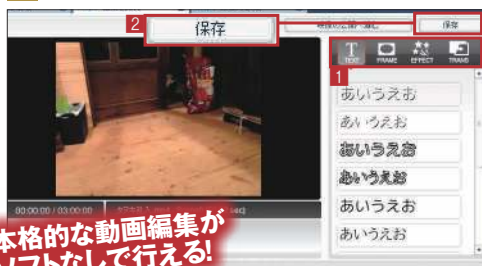 2
保存
保存
TEXT
FRAME
EFFECT
TRANS
1
あいうえお
あいうえお
あいうえお
あいうえお
あいうえお
あいうえお
00:00:00 / 03:00:00
本格的な動画編集が
ソフトなしで行える!